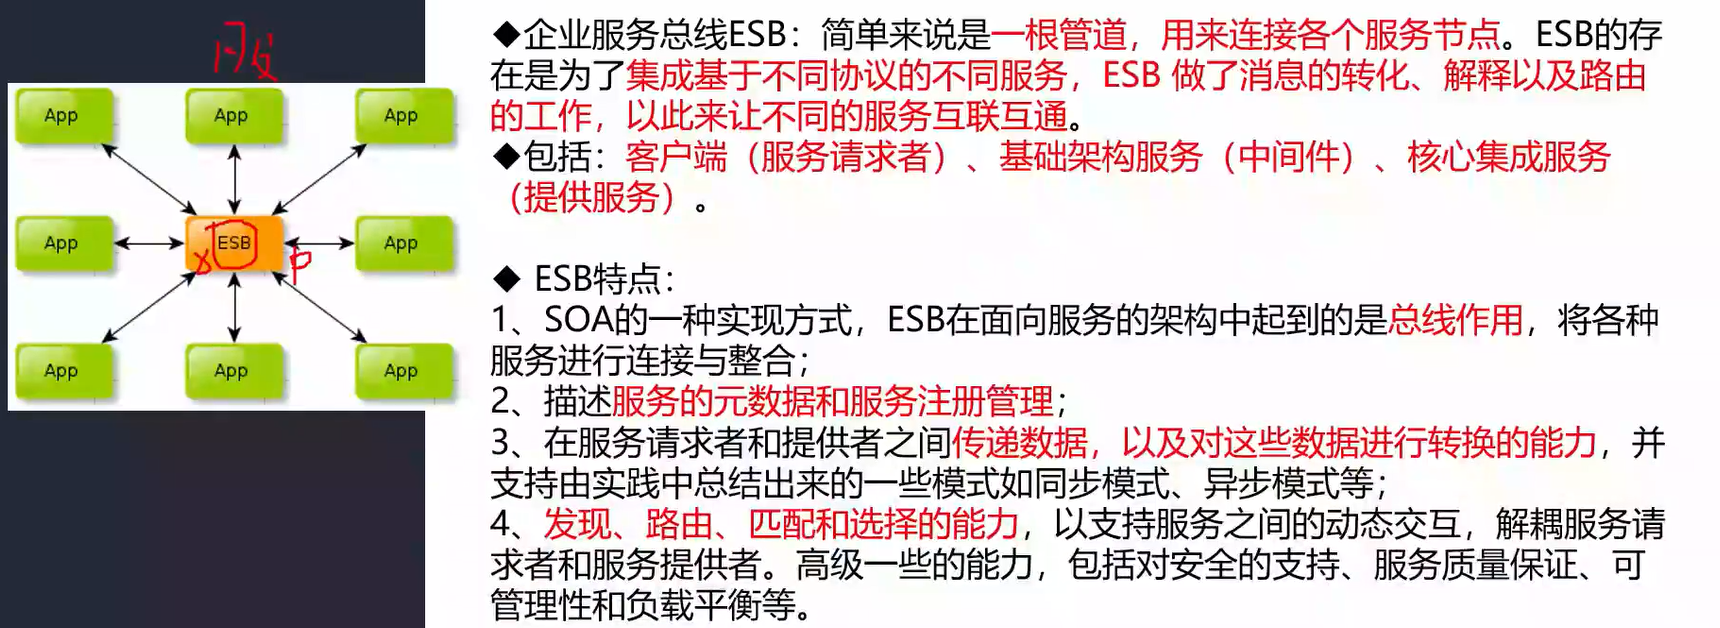 App App App
App ESB App
App App App
◆企业服务总线ESB：简单来说是一根管道，用来连接各个服务节点。ESB的存
在是为了集成基于不同协议的不同服务，ESB 做了消息的转化、解释以及路由
的工作，以此来让不同的服务互联互通。
◆包括：客户端（服务请求者）、基础架构服务（中间件）、核心集成服务
（提供服务）。
◆ ESB特点：
1、SOA的一种实现方式，ESB在面向服务的架构中起到的是总线作用，将各种
服务进行连接与整合；
2、描述服务的元数据和服务注册管理；
3、在服务请求者和提供者之间传递数据，以及对这些数据进行转换的能力，并
支持由实践中总结出来的一些模式如同步模式、异步模式等；
4、发现、路由、匹配和选择的能力，以支持服务之间的动态交互，解耦服务请
求者和服务提供者。高级一些的能力，包括对安全的支持、服务质量保证、可
管理性和负载平衡等。